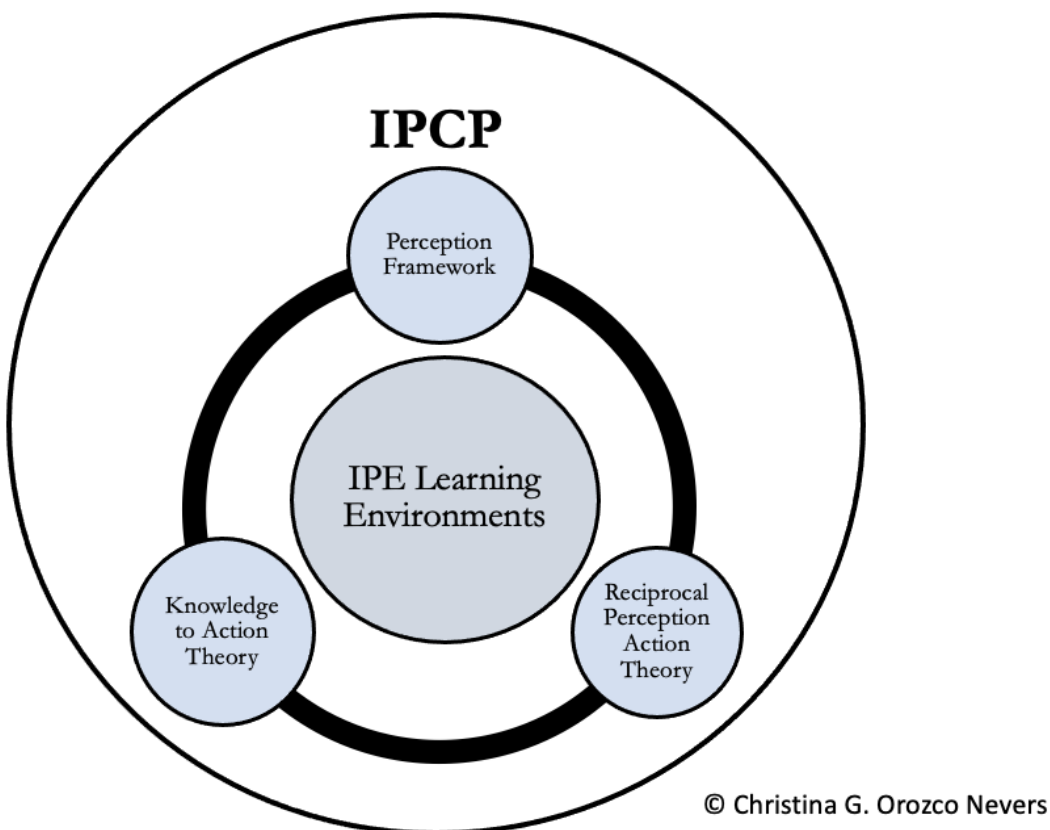 IPCP
Perception
Framework
IPE Learning
Environments
Knowledge
to Action
Theory
Reciprocal
Perception
Action
Theory
© Christina G. Orozco Nevers